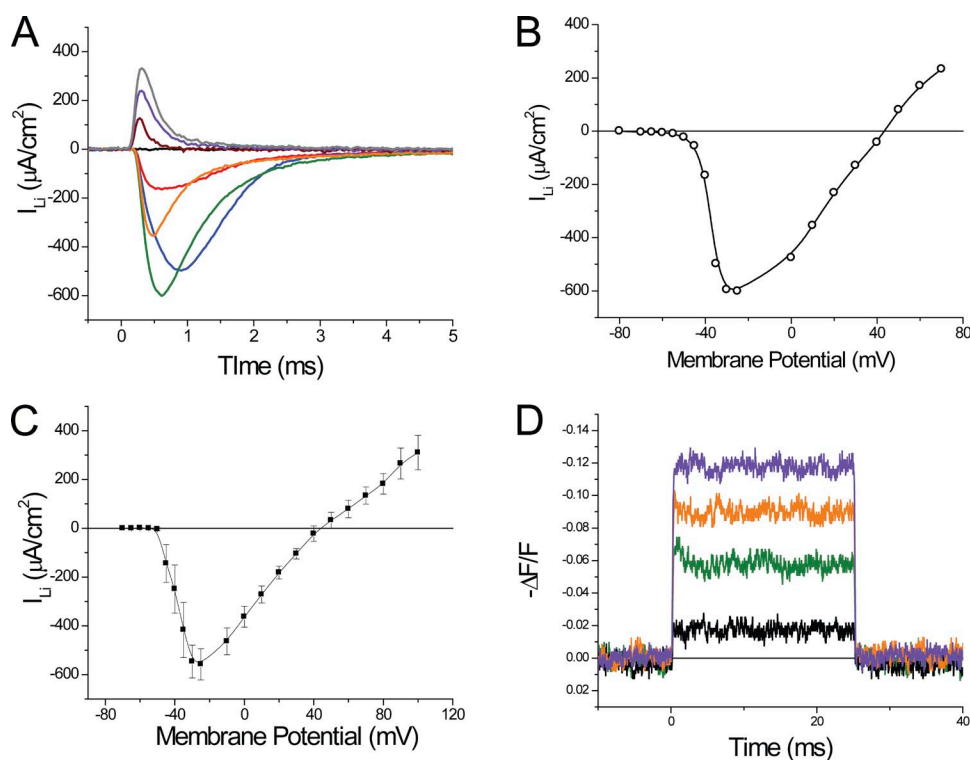 A
400
200
0
-200
-400
-600
I_Li (μA/cm²)
0 1 2 3 4 5
TIme (ms)
B
400
200
0
-200
-400
-600
I_Li (μA/cm²)
-80 -40 0 40 80
Membrane Potential (mV)
C
400
200
0
-200
-400
-600
I_Li (μA/cm²)
-80 -40 0 40 80 120
Membrane Potential (mV)
D
-0.14
-0.12
-0.10
-0.08
-0.06
-0.04
-0.02
0.00
0.02
-ΔF/F
0 20 40
Time (ms)